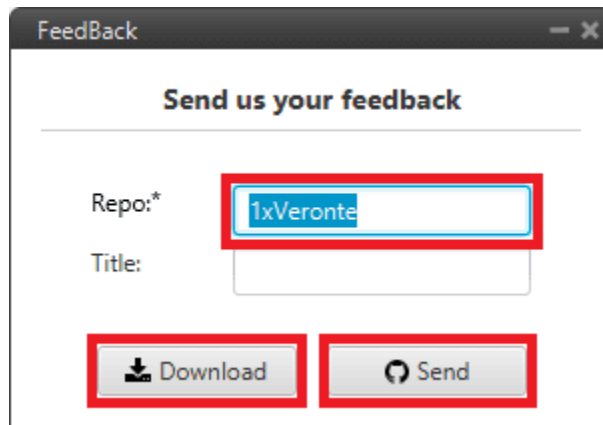 FeedBack
Send us your feedback
Repo:* 1xVeronte
Title:
Download Send